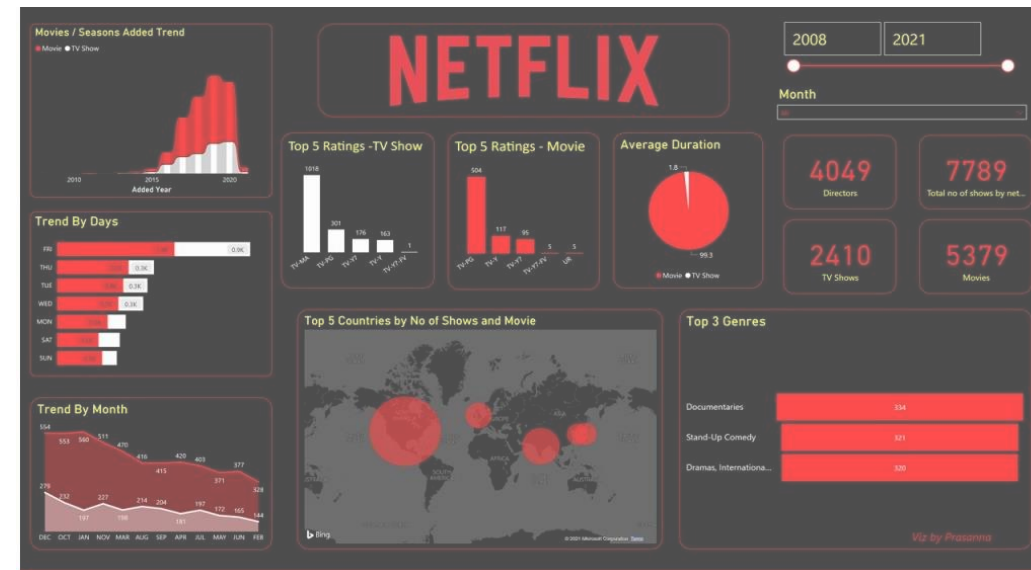 Movies / Seasons Added Trend
Movie TV Show
2010 2015 2020
Added Year
NETFLIX
2008 2021
Month
Top 5 Ratings -TV Show
1018
301
176
163
1
TV-MA TV-PG TV-Y7 TV-Y TV-Y7-FV
Top 5 Ratings - Movie
504
117
95
5
5
TV-PG TV-Y TV-Y7 TV-Y7-FV UR
Average Duration
1.8
99.3
Movie TV Show
4049
Directors
7789
Total no of shows by net...
2410
TV Shows
5379
Movies
Trend By Days
FRI 0.9K
THU 0.3K
TUE 0.3K
WED 0.3K
MON
SAT
SUN
Trend By Month
554 553 560 511 470 416 415 420 403 371 377 328
279 232 197 227 198 214 204 181 197 172 165 144
DEC OCT JAN NOV MAR AUG SEP APR JUL MAY JUN FEB
Top 5 Countries by No of Shows and Movie
ASIA
AFRICA
SOUTH
AMERICA
Bing
© 2021 Microsoft Corporation Terms
Top 3 Genres
Documentaries 334
Stand-Up Comedy 321
Dramas, Internationa... 320
Viz by Prasanna